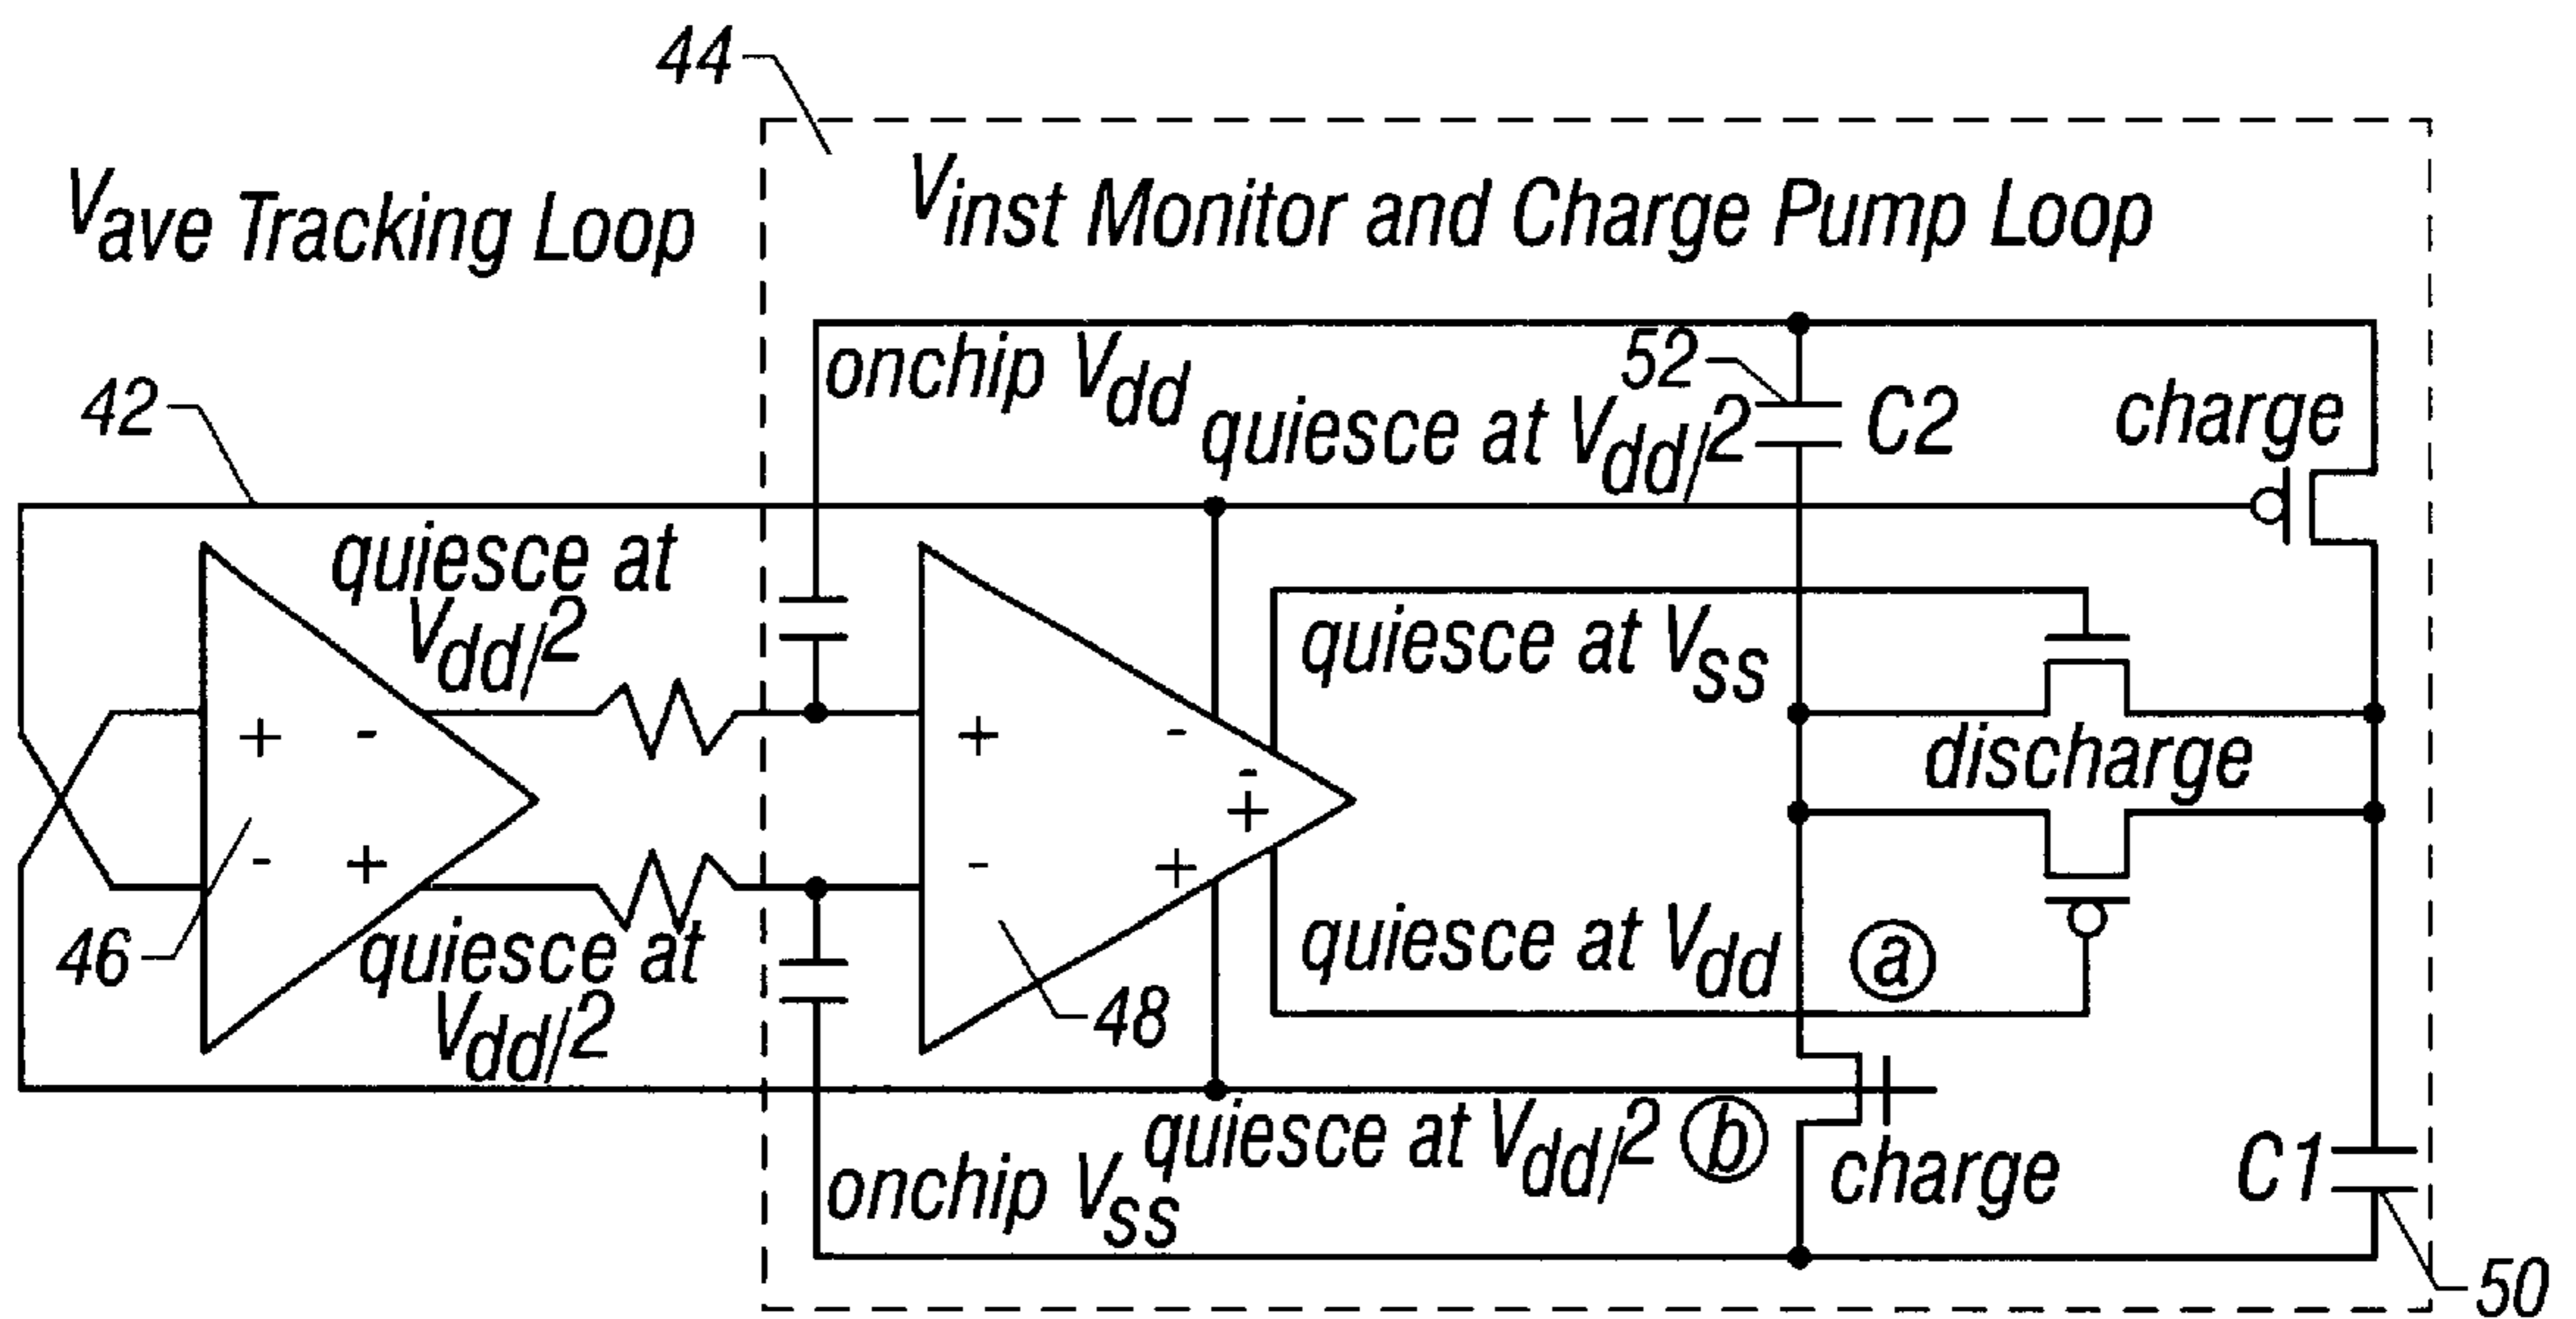 44
V_ave Tracking Loop
V_inst Monitor and Charge Pump Loop
42
onchip V_dd
52
C2
charge
quiesce at V_dd/2
quiesce at
V_dd/2
+ -
- +
46
quiesce at
V_dd/2
+ -
-
+
- +
48
quiesce at V_ss
discharge
quiesce at V_dd ⓐ
quiesce at V_dd/2 ⓑ
charge
onchip V_ss
C1
50